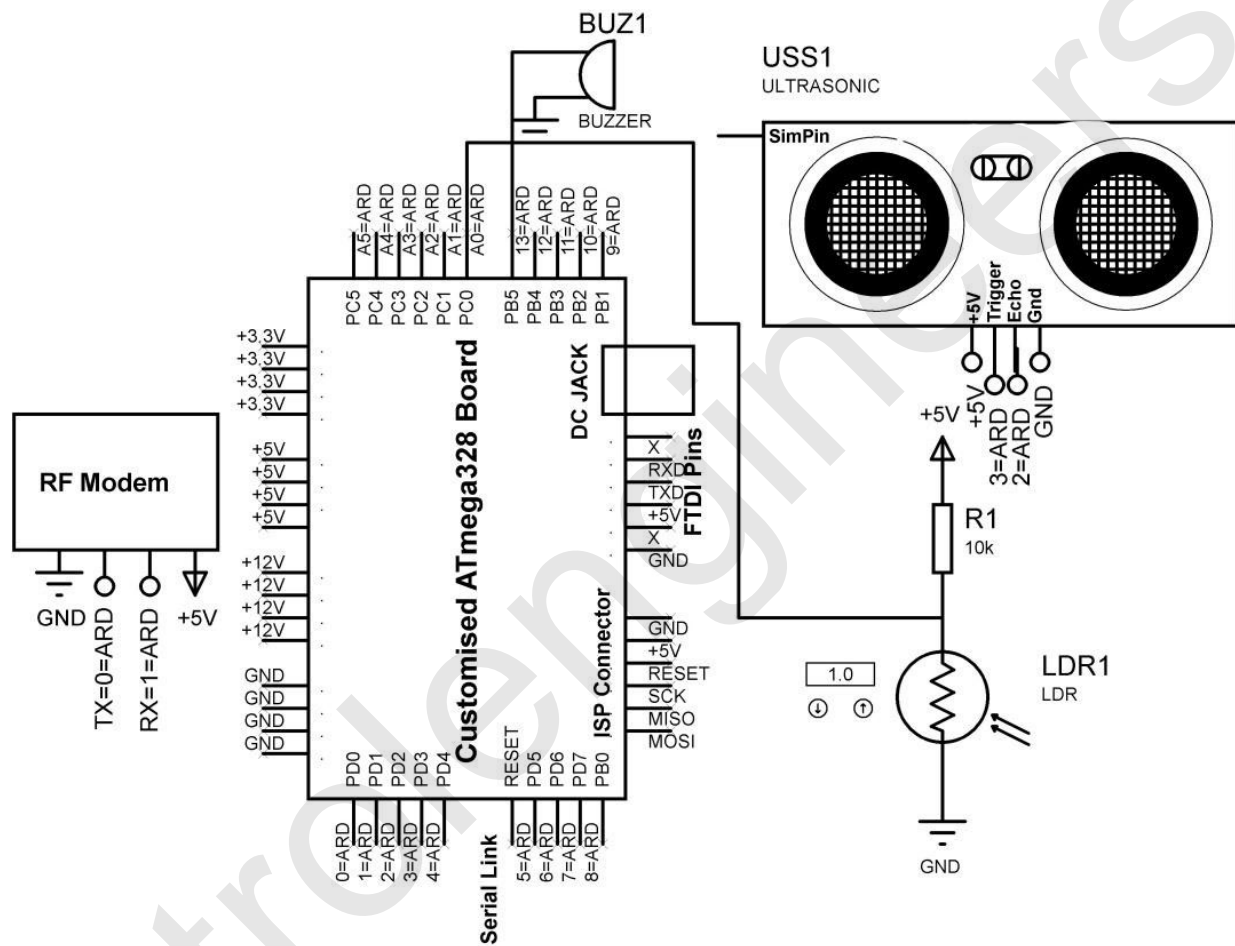 BUZ1
BUZZER
USS1
ULTRASONIC
SimPin
+5V
Trigger
Echo
Gnd
+5V
3=ARD
2=ARD
GND
A5=ARD
A4=ARD
A3=ARD
A2=ARD
A1=ARD
A0=ARD
13=ARD
12=ARD
11=ARD
10=ARD
9=ARD
PC5
PC4
PC3
PC2
PC1
PC0
PB5
PB4
PB3
PB2
PB1
+3.3V
+3.3V
+3.3V
+3.3V
+5V
+5V
+5V
+5V
+12V
+12V
+12V
+12V
GND
GND
GND
GND
Customised ATmega328 Board
DC JACK
FTDI Pins
X
RXD
TXD
+5V
X
GND
ISP Connector
GND
+5V
RESET
SCK
MISO
MOSI
PD0
PD1
PD2
PD3
PD4
RESET
PD5
PD6
PD7
PB0
0=ARD
1=ARD
2=ARD
3=ARD
4=ARD
Serial Link
5=ARD
6=ARD
7=ARD
8=ARD
RF Modem
GND
TX=0=ARD
RX=1=ARD
+5V
+5V
R1
10k
1.0
LDR1
LDR
GND
trolengineers